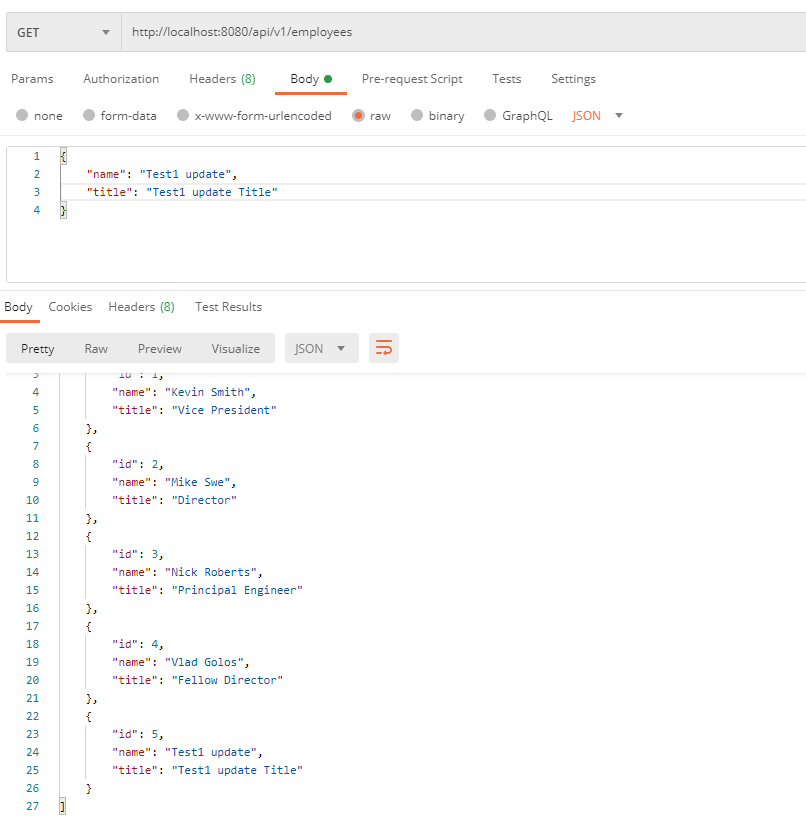 GET http://localhost:8080/api/v1/employees
Params Authorization Headers (8) Body Pre-request Script Tests Settings
none form-data x-www-form-urlencoded raw binary GraphQL JSON
1 {
2 "name": "Test1 update",
3 "title": "Test1 update Title"
4 }
Body Cookies Headers (8) Test Results
Pretty Raw Preview Visualize JSON
3 "id": 1,
4 "name": "Kevin Smith",
5 "title": "Vice President"
6 },
7 {
8 "id": 2,
9 "name": "Mike Swe",
10 "title": "Director"
11 },
12 {
13 "id": 3,
14 "name": "Nick Roberts",
15 "title": "Principal Engineer"
16 },
17 {
18 "id": 4,
19 "name": "Vlad Golos",
20 "title": "Fellow Director"
21 },
22 {
23 "id": 5,
24 "name": "Test1 update",
25 "title": "Test1 update Title"
26 }
27 ]